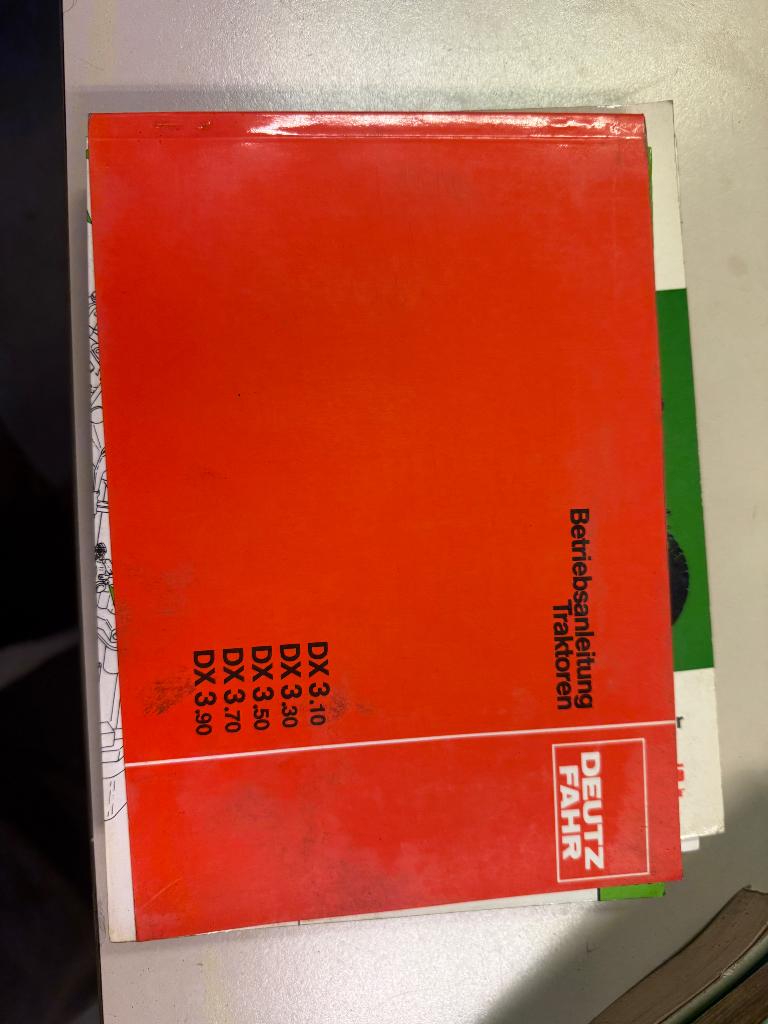 DEUTZ
FAHR
Betriebsanleitung
Traktoren
DX 3.10
DX 3.30
DX 3.50
DX 3.70
DX 3.90